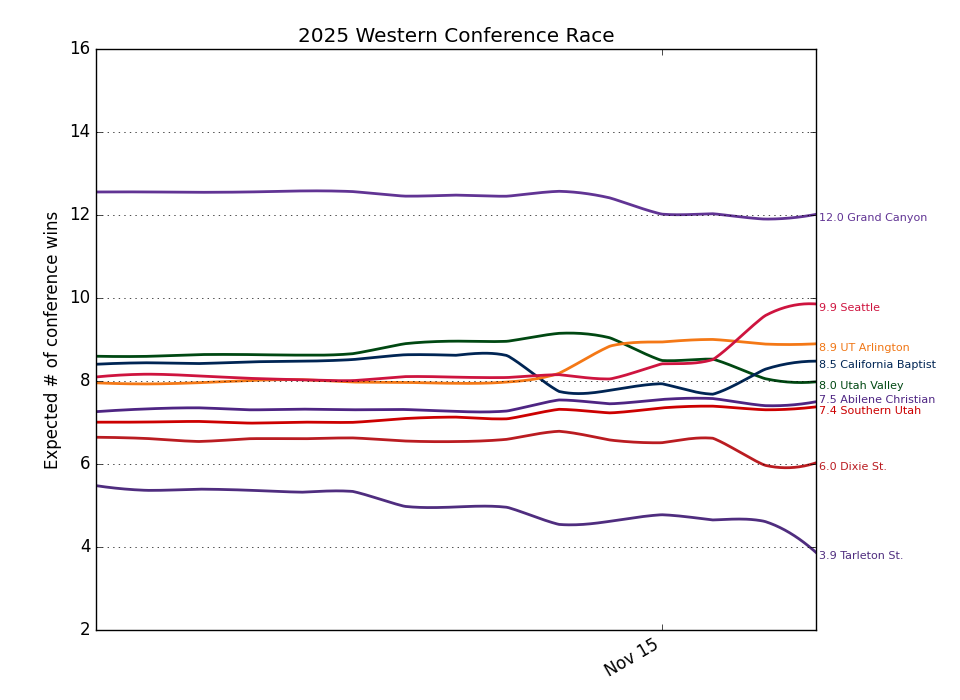 2025 Western Conference Race
Expected # of conference wins
16
14
12
10
8
6
4
2
12.0 Grand Canyon
9.9 Seattle
8.9 UT Arlington
8.5 California Baptist
8.0 Utah Valley
7.5 Abilene Christian
7.4 Southern Utah
6.0 Dixie St.
3.9 Tarleton St.
Nov 15